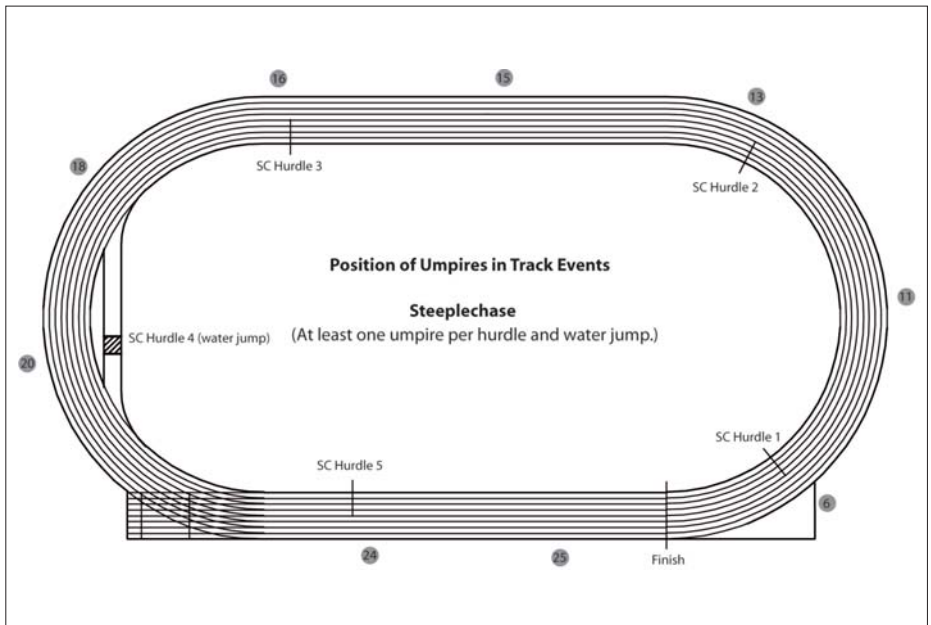 16
15
13
18
SC Hurdle 3
SC Hurdle 2
Position of Umpires in Track Events
11
Steeplechase
SC Hurdle 4 (water jump)
(At least one umpire per hurdle and water jump.)
20
SC Hurdle 1
SC Hurdle 5
6
24
25
Finish